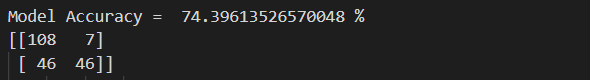 Model Accuracy =  74.39613526570048 %
[[108   7]
 [ 46  46]]